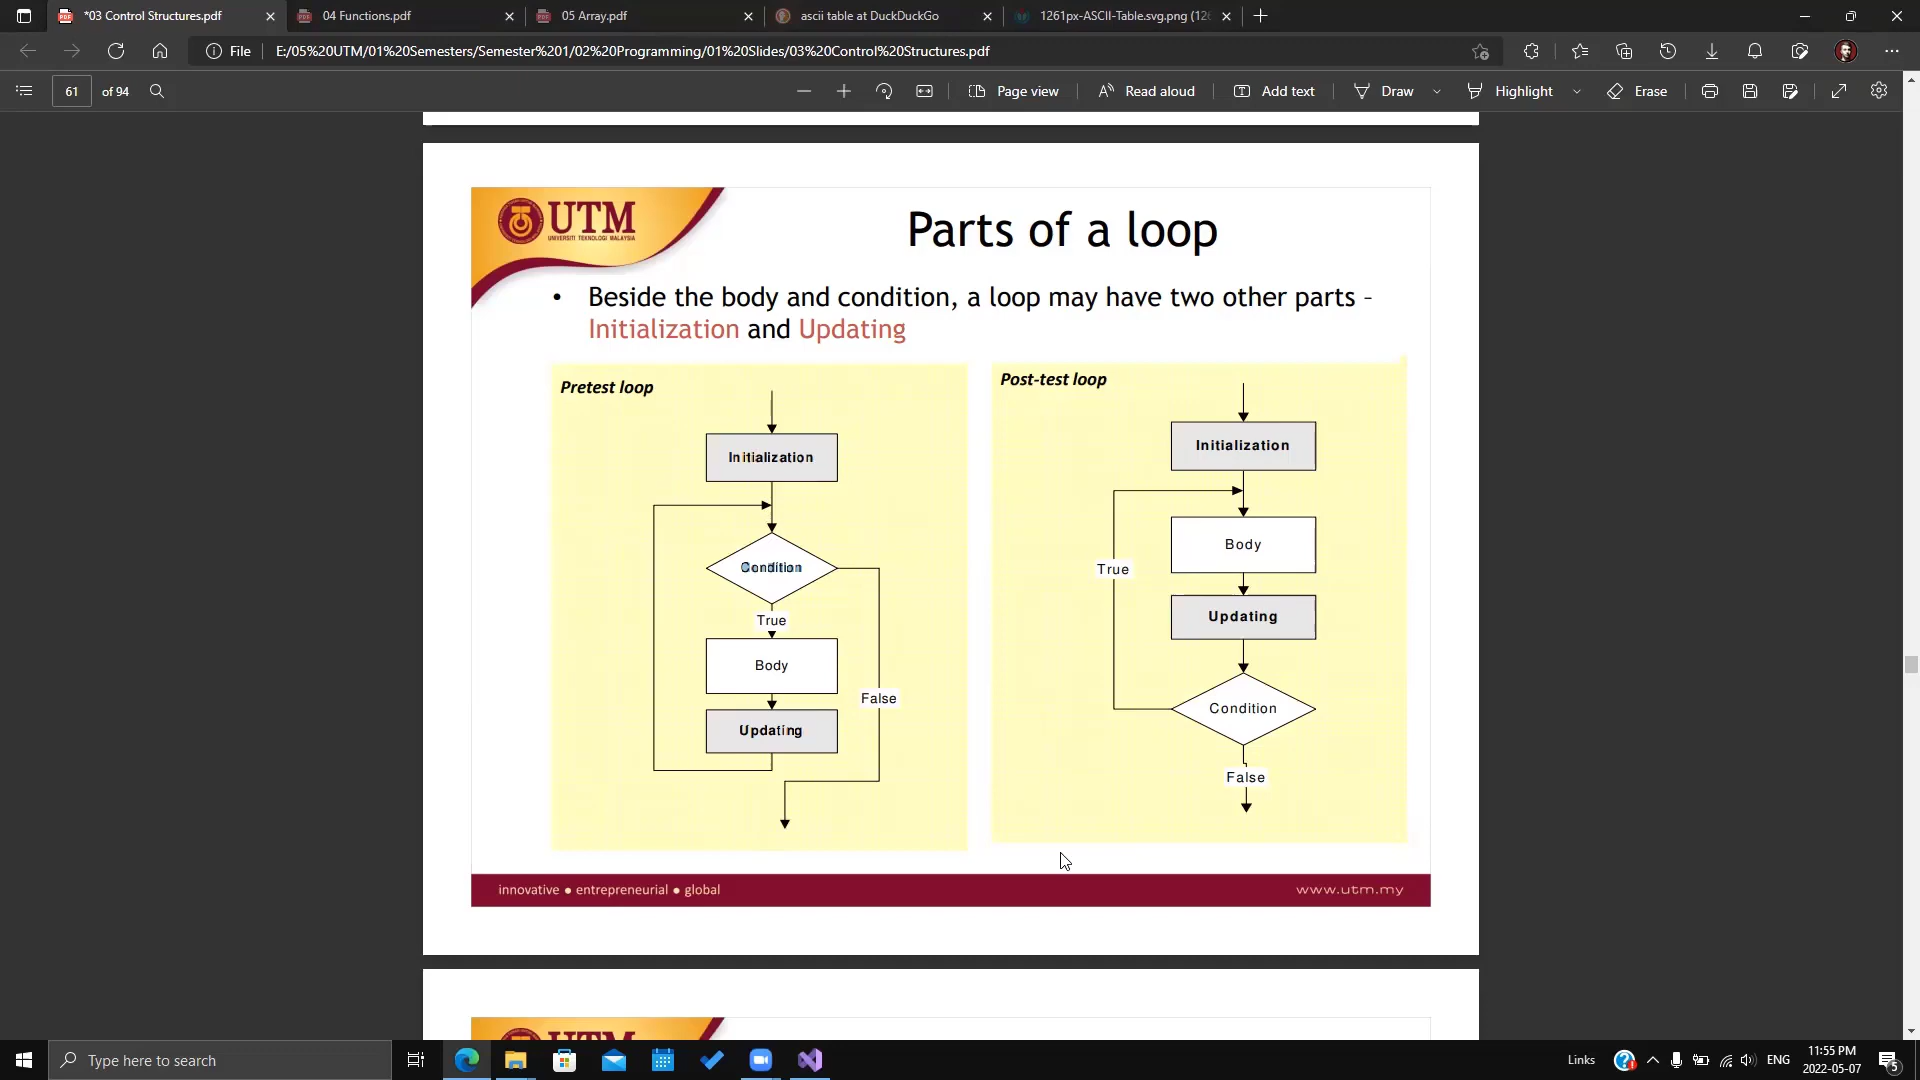 *03 Control Structures.pdf
04 Functions.pdf
05 Array.pdf
ascii table at DuckDuckGo
1261px-ASCII-Table.svg.png (126
File
E:/05%20UTM/01%20Semesters/Semester%201/02%20Programming/01%20Slides/03%20Control%20Structures.pdf
61 of 94
Page view
Read aloud
Add text
Draw
Highlight
Erase
UTM
UNIVERSITI TEKNOLOGI MALAYSIA
Parts of a loop
• Beside the body and condition, a loop may have two other parts –
Initialization and Updating
Pretest loop
Initialization
Condition
True
Body
False
Updating
Post-test loop
Initialization
Body
True
Updating
Condition
False
innovative ● entrepreneurial ● global
www.utm.my
UTM
Type here to search
Links
ENG
11:55 PM
2022-05-07
5